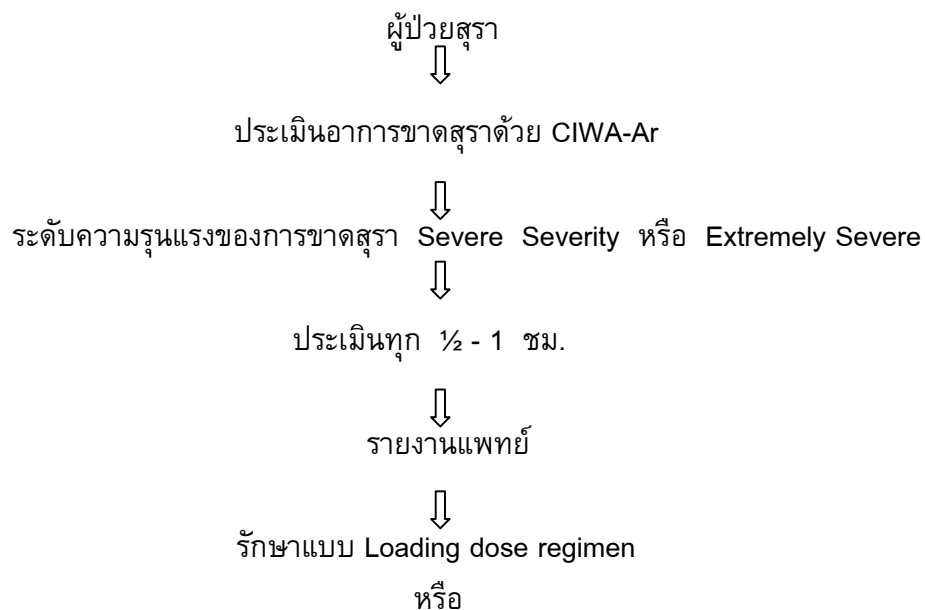 ผู้ป่วยสุรา
ประเมินอาการขาดสุราด้วย CIWA-Ar
ระดับความรุนแรงของการขาดสุรา Severe Severity หรือ Extremely Severe
ประเมินทุก ½ - 1 ชม.
รายงานแพทย์
รักษาแบบ Loading dose regimen
หรือ